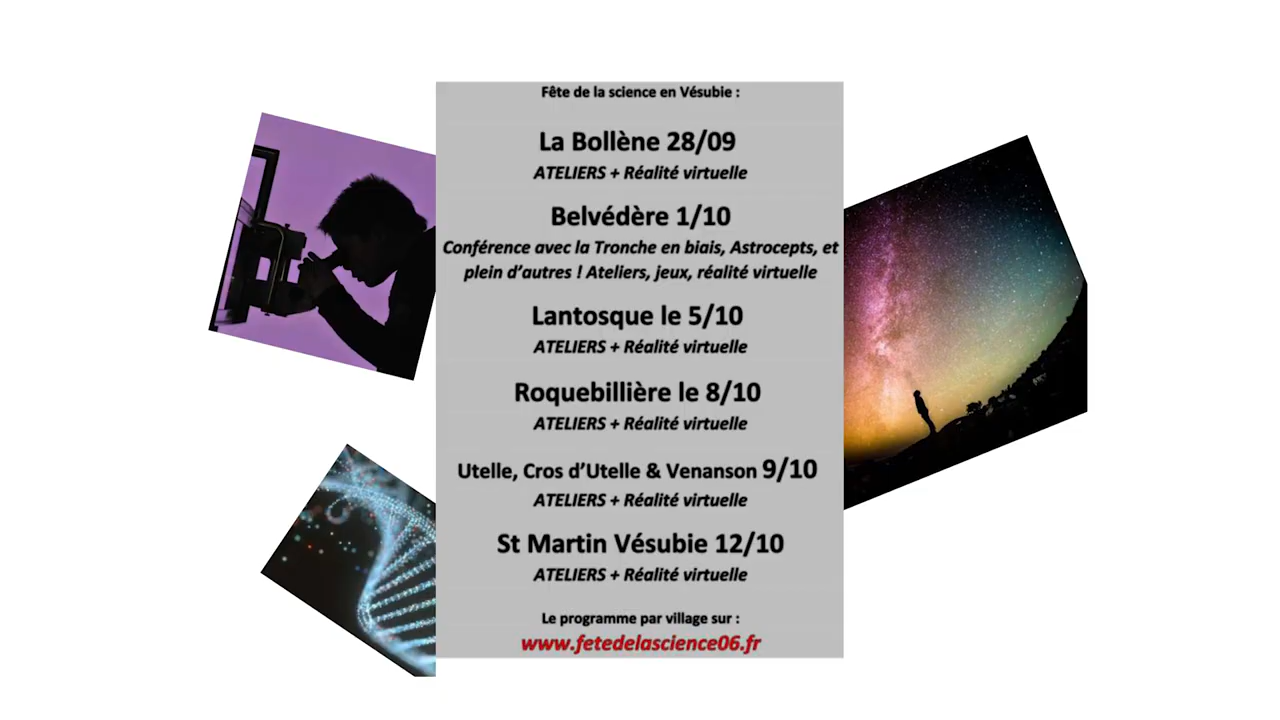 Fête de la science en Vésubie :
La Bollène 28/09
ATELIERS + Réalité virtuelle
Belvédère 1/10
Conférence avec la Tronche en biais, Astrocepts, et
plein d'autres ! Ateliers, jeux, réalité virtuelle
Lantosque le 5/10
ATELIERS + Réalité virtuelle
Roquebillière le 8/10
ATELIERS + Réalité virtuelle
Utelle, Cros d'Utelle & Venanson 9/10
ATELIERS + Réalité virtuelle
St Martin Vésubie 12/10
ATELIERS + Réalité virtuelle
Le programme par village sur :
www.fetedelascience06.fr